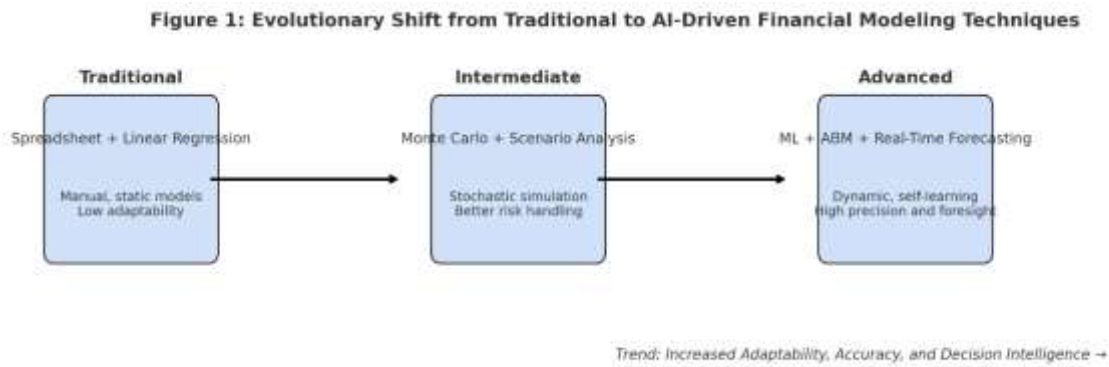 Figure 1: Evolutionary Shift from Traditional to AI-Driven Financial Modeling Techniques
Traditional
Spreadsheet + Linear Regression
Manual, static models
Low adaptability
Intermediate
Monte Carlo + Scenario Analysis
Stochastic simulation
Better risk handling
Advanced
ML + ABM + Real-Time Forecasting
Dynamic, self-learning
High precision and foresight
Trend: Increased Adaptability, Accuracy, and Decision Intelligence →